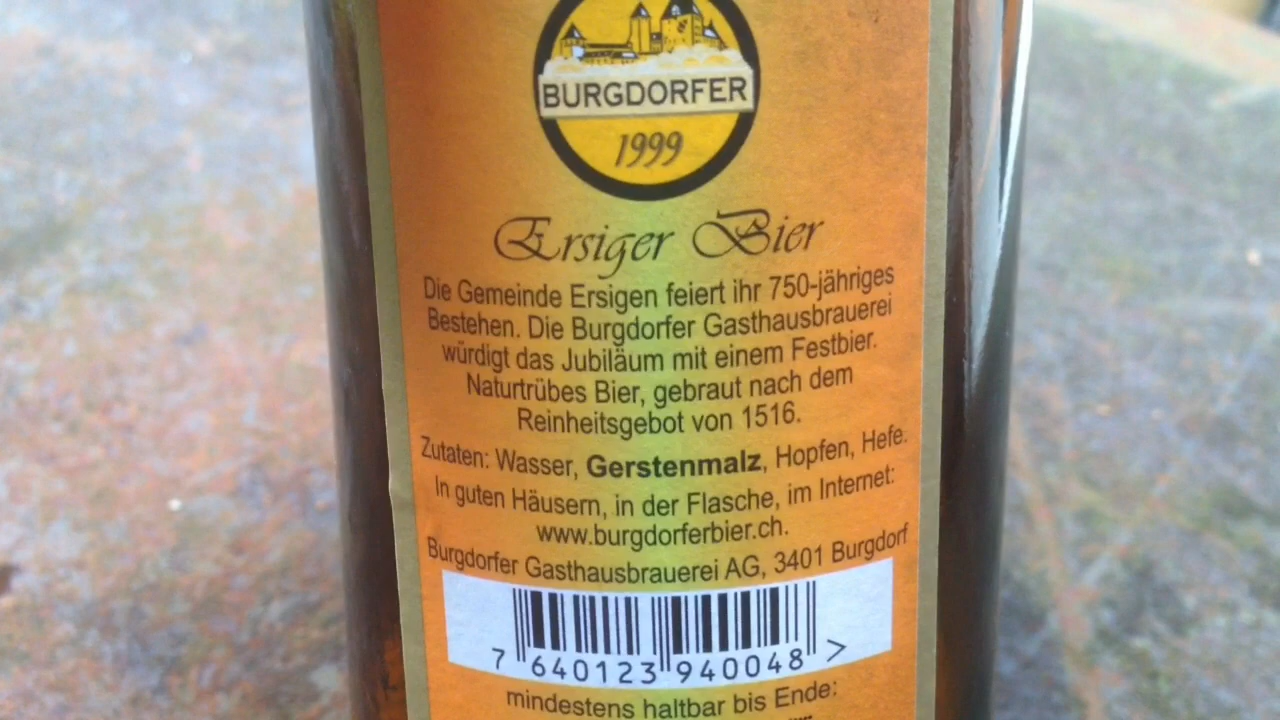 BURGDORFER
1999
Ersiger Bier
Die Gemeinde Ersigen feiert ihr 750-jähriges
Bestehen. Die Burgdorfer Gasthausbrauerei
würdigt das Jubiläum mit einem Festbier.
Naturtrübes Bier, gebraut nach dem
Reinheitsgebot von 1516.
Zutaten: Wasser, Gerstenmalz, Hopfen, Hefe.
In guten Häusern, in der Flasche, im Internet:
www.burgdorferbier.ch.
Burgdorfer Gasthausbrauerei AG, 3401 Burgdorf
7 640123 940048 >
mindestens haltbar bis Ende: